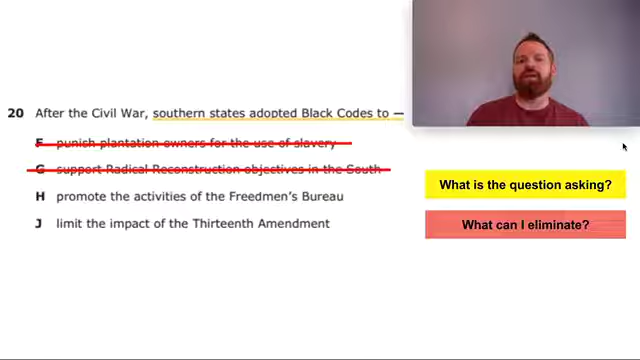 20 After the Civil War, southern states adopted Black Codes to —
F punish plantation owners for the use of slavery
G support Radical Reconstruction objectives in the South
H promote the activities of the Freedmen's Bureau
J limit the impact of the Thirteenth Amendment
What is the question asking?
What can I eliminate?